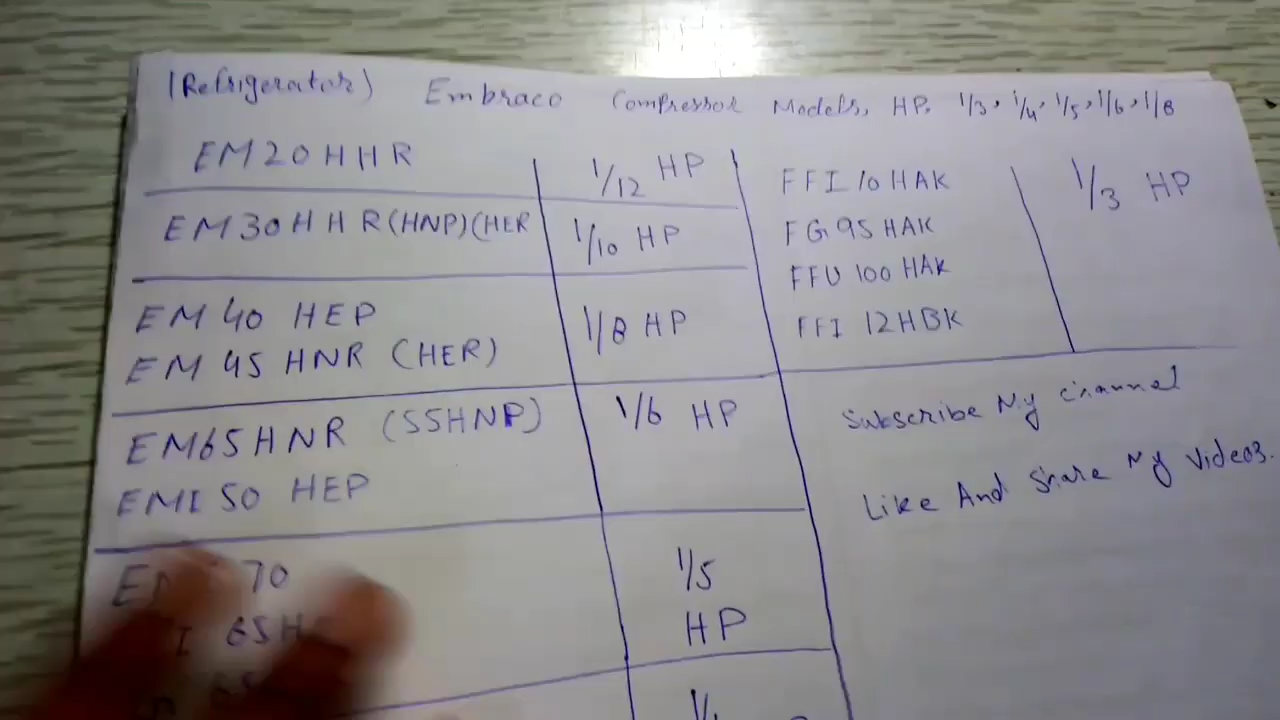 (Refrigerator) Embraco Compressor Models, HP. 1/3, 1/4, 1/5, 1/6, 1/8
EM20HHR 1/12 HP
EM30HHR(HNP)(HER 1/10 HP
EM 40 HEP 1/8 HP
EM 45 HNR (HER)
EM65HNR (55HNP) 1/6 HP
EMI 50 HEP
70 1/5
65H HP
FFI 10 HAK 1/3 HP
FG95 HAK
FFU 100 HAK
FFI 12HBK
Subscribe My channel
Like And Share My Videos.